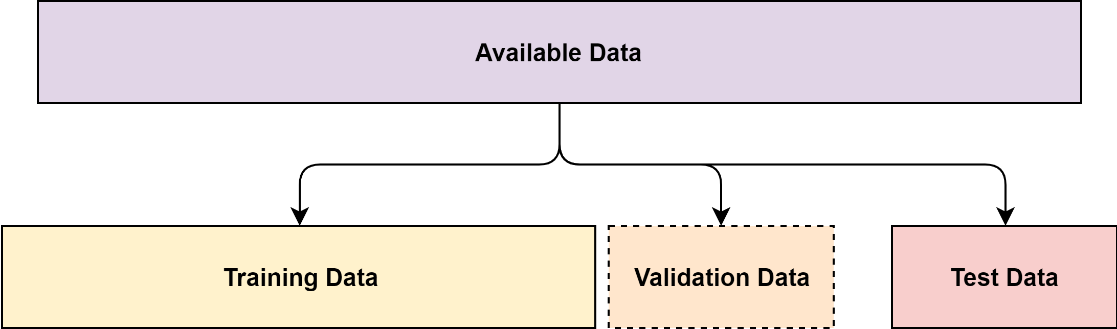 Available Data
Training Data
Validation Data
Test Data